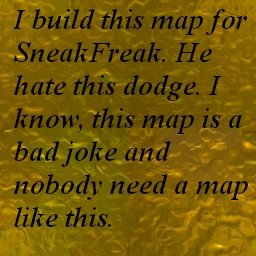 I build this map for
SneakFreak. He
hate this dodge. I
know, this map is a
bad joke and
nobody need a map
like this.